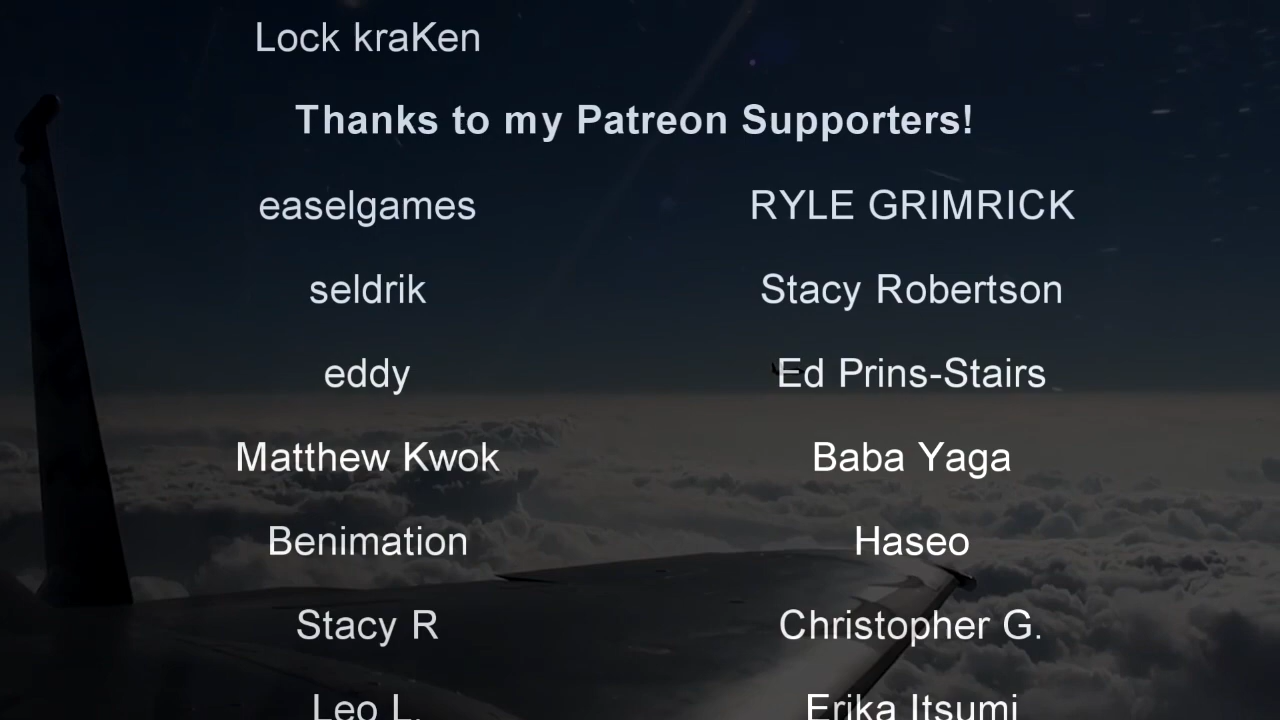 Lock kraKen
Thanks to my Patreon Supporters!
easelgames RYLE GRIMRICK
seldrik Stacy Robertson
eddy Ed Prins-Stairs
Matthew Kwok Baba Yaga
Benimation Haseo
Stacy R Christopher G.
Leo L. Erika Itsumi